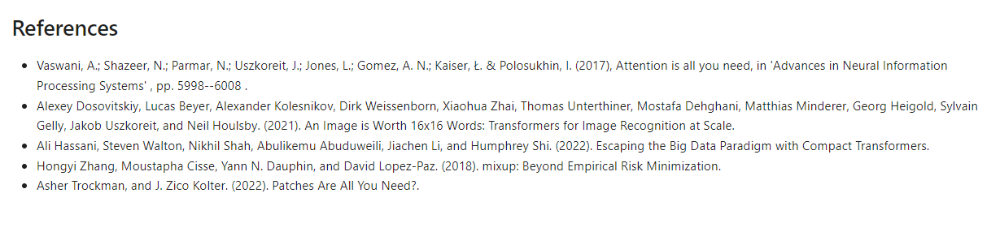 References
• Vaswani, A.; Shazeer, N.; Parmar, N.; Uszkoreit, J.; Jones, L.; Gomez, A. N.; Kaiser, Ł. & Polosukhin, I. (2017), Attention is all you need, in 'Advances in Neural Information
Processing Systems' , pp. 5998--6008 .
• Alexey Dosovitskiy, Lucas Beyer, Alexander Kolesnikov, Dirk Weissenborn, Xiaohua Zhai, Thomas Unterthiner, Mostafa Dehghani, Matthias Minderer, Georg Heigold, Sylvain
Gelly, Jakob Uszkoreit, and Neil Houlsby. (2021). An Image is Worth 16x16 Words: Transformers for Image Recognition at Scale.
• Ali Hassani, Steven Walton, Nikhil Shah, Abulikemu Abuduweili, Jiachen Li, and Humphrey Shi. (2022). Escaping the Big Data Paradigm with Compact Transformers.
• Hongyi Zhang, Moustapha Cisse, Yann N. Dauphin, and David Lopez-Paz. (2018). mixup: Beyond Empirical Risk Minimization.
• Asher Trockman, and J. Zico Kolter. (2022). Patches Are All You Need?.